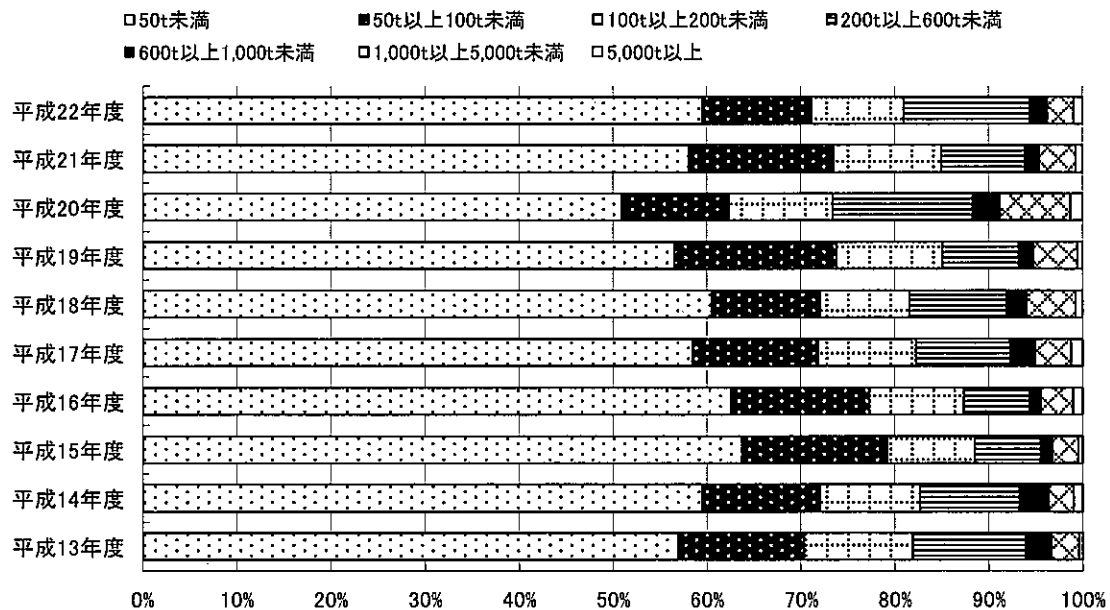 50t未満 50t以上100t未満 100t以上200t未満 200t以上600t未満
600t以上1,000t未満 1,000t以上5,000t未満 5,000t以上
平成22年度
平成21年度
平成20年度
平成19年度
平成18年度
平成17年度
平成16年度
平成15年度
平成14年度
平成13年度
0% 10% 20% 30% 40% 50% 60% 70% 80% 90% 100%